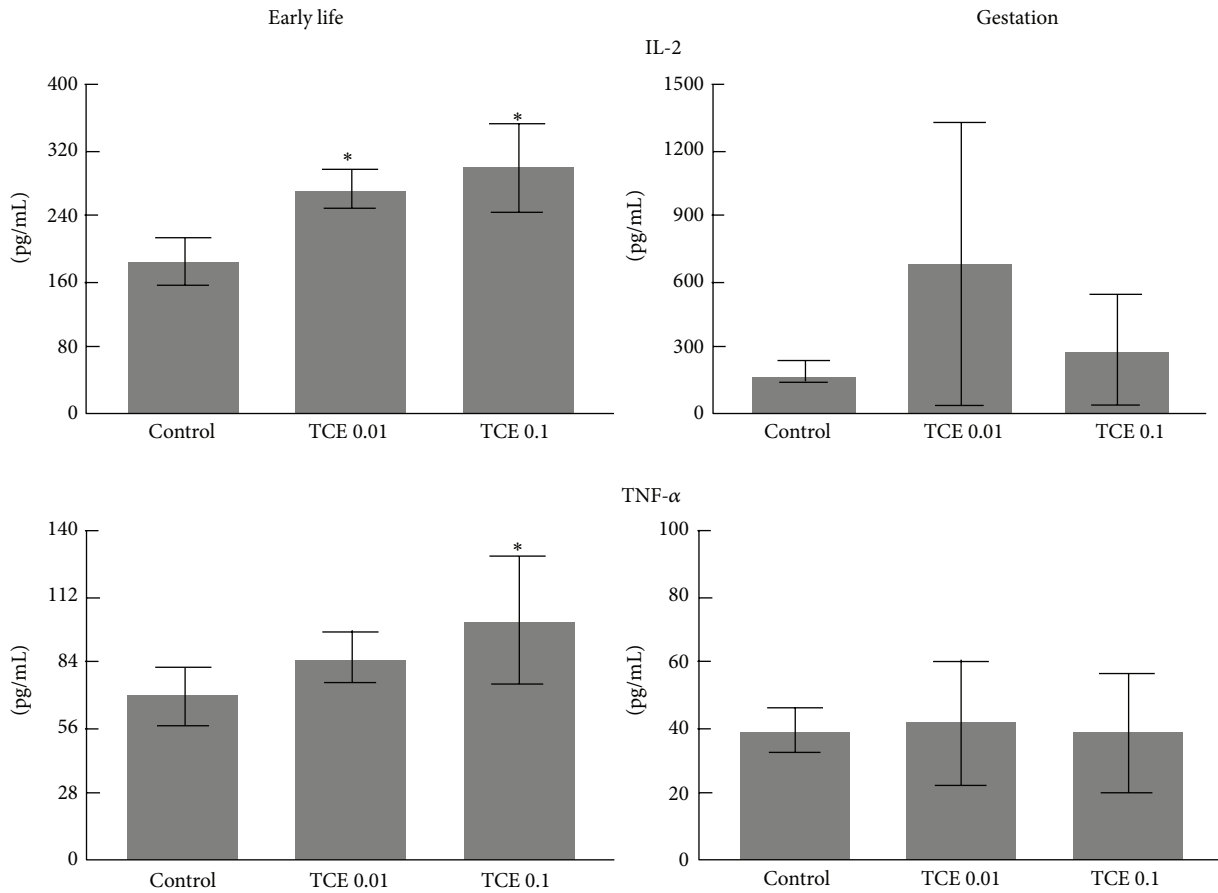 Early life
Gestation
IL-2
400
320
240
160
80
0
(pg/mL)
*
*
Control
TCE 0.01
TCE 0.1
1500
1200
900
600
300
0
(pg/mL)
Control
TCE 0.01
TCE 0.1
TNF-α
140
112
84
56
28
0
(pg/mL)
*
Control
TCE 0.01
TCE 0.1
100
80
60
40
20
0
(pg/mL)
Control
TCE 0.01
TCE 0.1